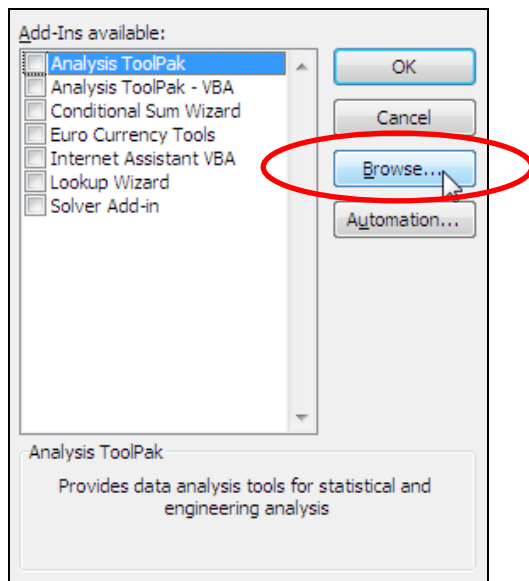 Add-Ins available:
Analysis ToolPak
Analysis ToolPak - VBA
Conditional Sum Wizard
Euro Currency Tools
Internet Assistant VBA
Lookup Wizard
Solver Add-in
OK
Cancel
Browse...
Automation...
Analysis ToolPak
Provides data analysis tools for statistical and
engineering analysis